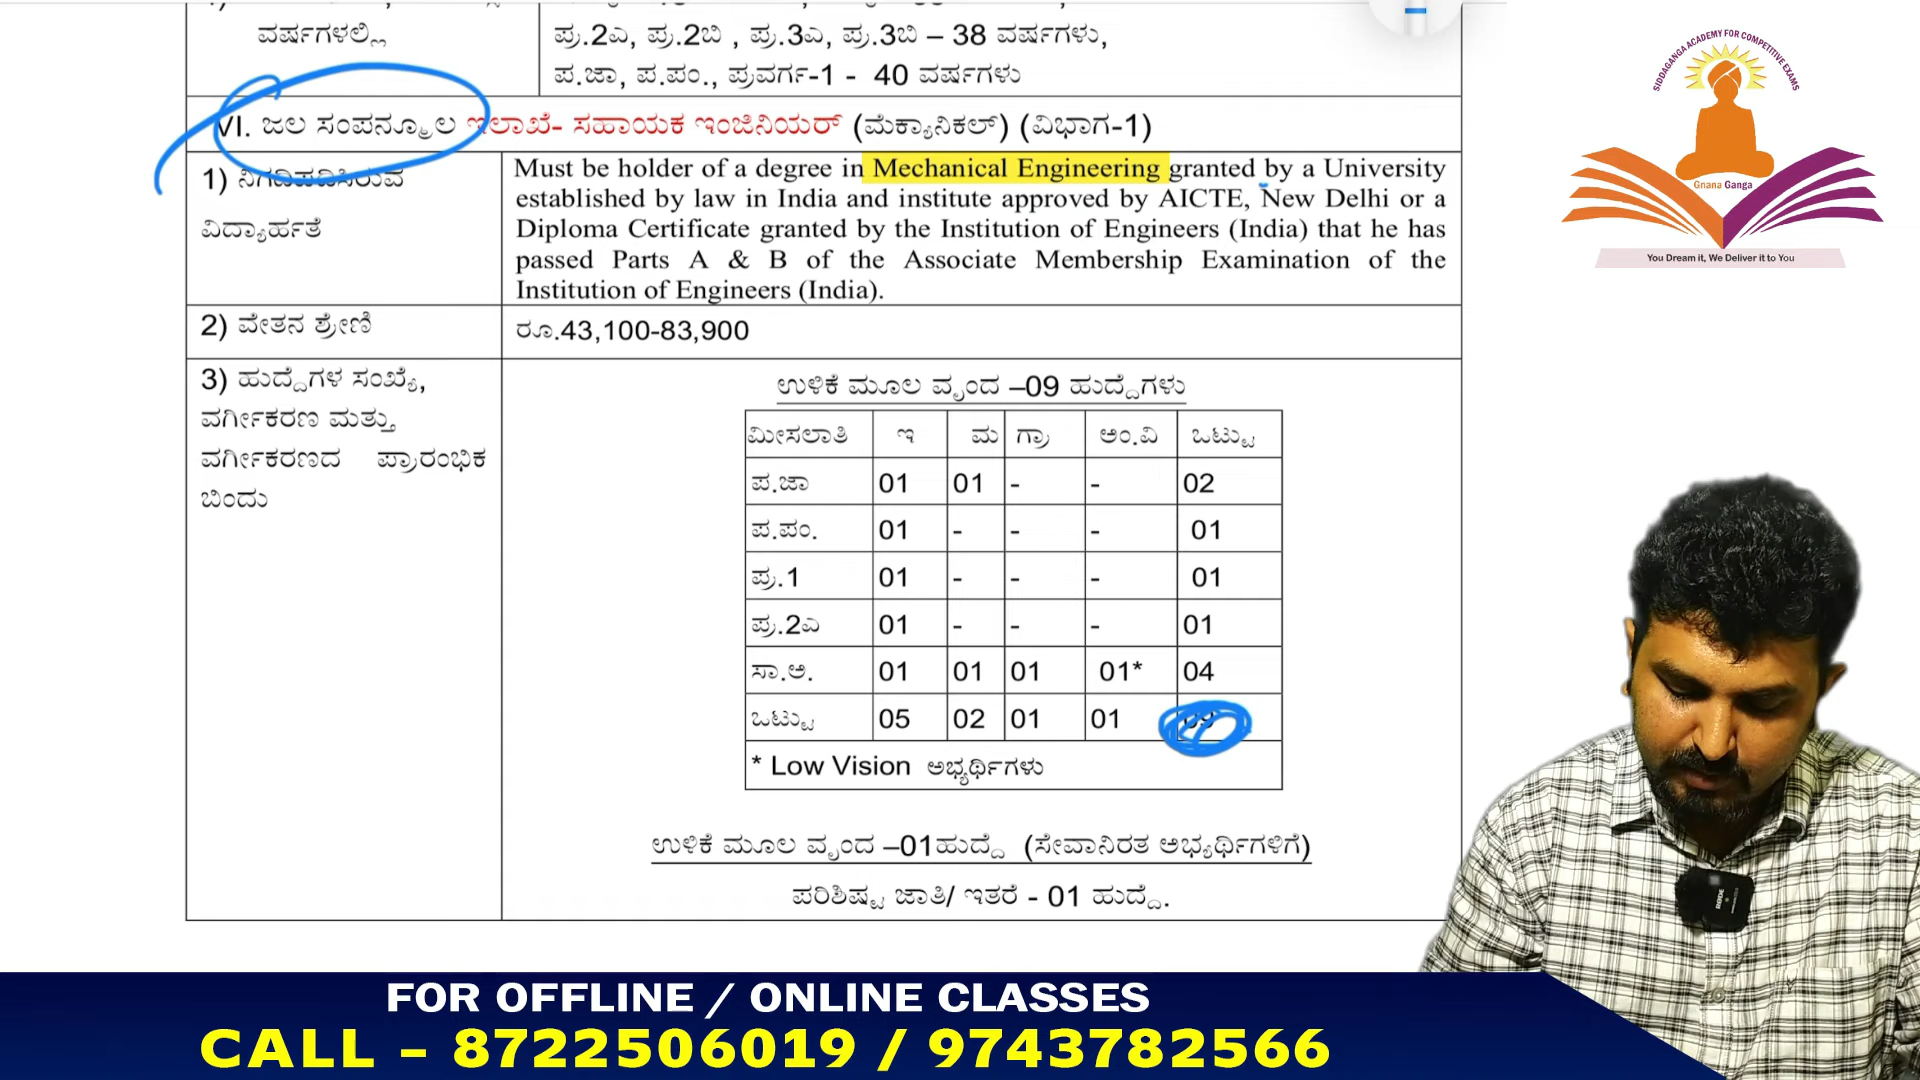 ವರ್ಷಗಳಲ್ಲಿ
ಪ್ರ.2ಎ, ಪ್ರ.2ಬಿ , ಪ್ರ.3ಎ, ಪ್ರ.3ಬಿ – 38 ವರ್ಷಗಳು,
ಪ.ಜಾ, ಪ.ಪಂ., ಪ್ರವರ್ಗ-1 - 40 ವರ್ಷಗಳು
VI. ಜಲ ಸಂಪನ್ಮೂಲ ಇಲಾಖೆ- ಸಹಾಯಕ ಇಂಜಿನಿಯರ್ (ಮೆಕ್ಯಾನಿಕಲ್) (ವಿಭಾಗ-1)
1) ನಿಗದಿಪಡಿಸಿರುವ
ವಿದ್ಯಾರ್ಹತೆ
Must be holder of a degree in Mechanical Engineering granted by a University
established by law in India and institute approved by AICTE, New Delhi or a
Diploma Certificate granted by the Institution of Engineers (India) that he has
passed Parts A & B of the Associate Membership Examination of the
Institution of Engineers (India).
2) ವೇತನ ಶ್ರೇಣಿ
ರೂ.43,100-83,900
3) ಹುದ್ದೆಗಳ ಸಂಖ್ಯೆ,
ವರ್ಗೀಕರಣ ಮತ್ತು
ವರ್ಗೀಕರಣದ ಪ್ರಾರಂಭಿಕ
ಬಿಂದು
ಉಳಿಕೆ ಮೂಲ ವೃಂದ –09 ಹುದ್ದೆಗಳು
ಮೀಸಲಾತಿ ಇ ಮ ಗ್ರಾ ಅಂ.ವಿ ಒಟ್ಟು
ಪ.ಜಾ 01 01 - - 02
ಪ.ಪಂ. 01 - - - 01
ಪ್ರ.1 01 - - - 01
ಪ್ರ.2ಎ 01 - - - 01
ಸಾ.ಅ. 01 01 01 01* 04
ಒಟ್ಟು 05 02 01 01 09
* Low Vision ಅಭ್ಯರ್ಥಿಗಳು
ಉಳಿಕೆ ಮೂಲ ವೃಂದ –01ಹುದ್ದೆ (ಸೇವಾನಿರತ ಅಭ್ಯರ್ಥಿಗಳಿಗೆ)
ಪರಿಶಿಷ್ಟ ಜಾತಿ/ ಇತರೆ - 01 ಹುದ್ದೆ.
SIDDAGANGA ACADEMY FOR COMPETITIVE EXAMS
Gnana Ganga
You Dream it, We Deliver it to You
FOR OFFLINE / ONLINE CLASSES
CALL – 8722506019 / 9743782566